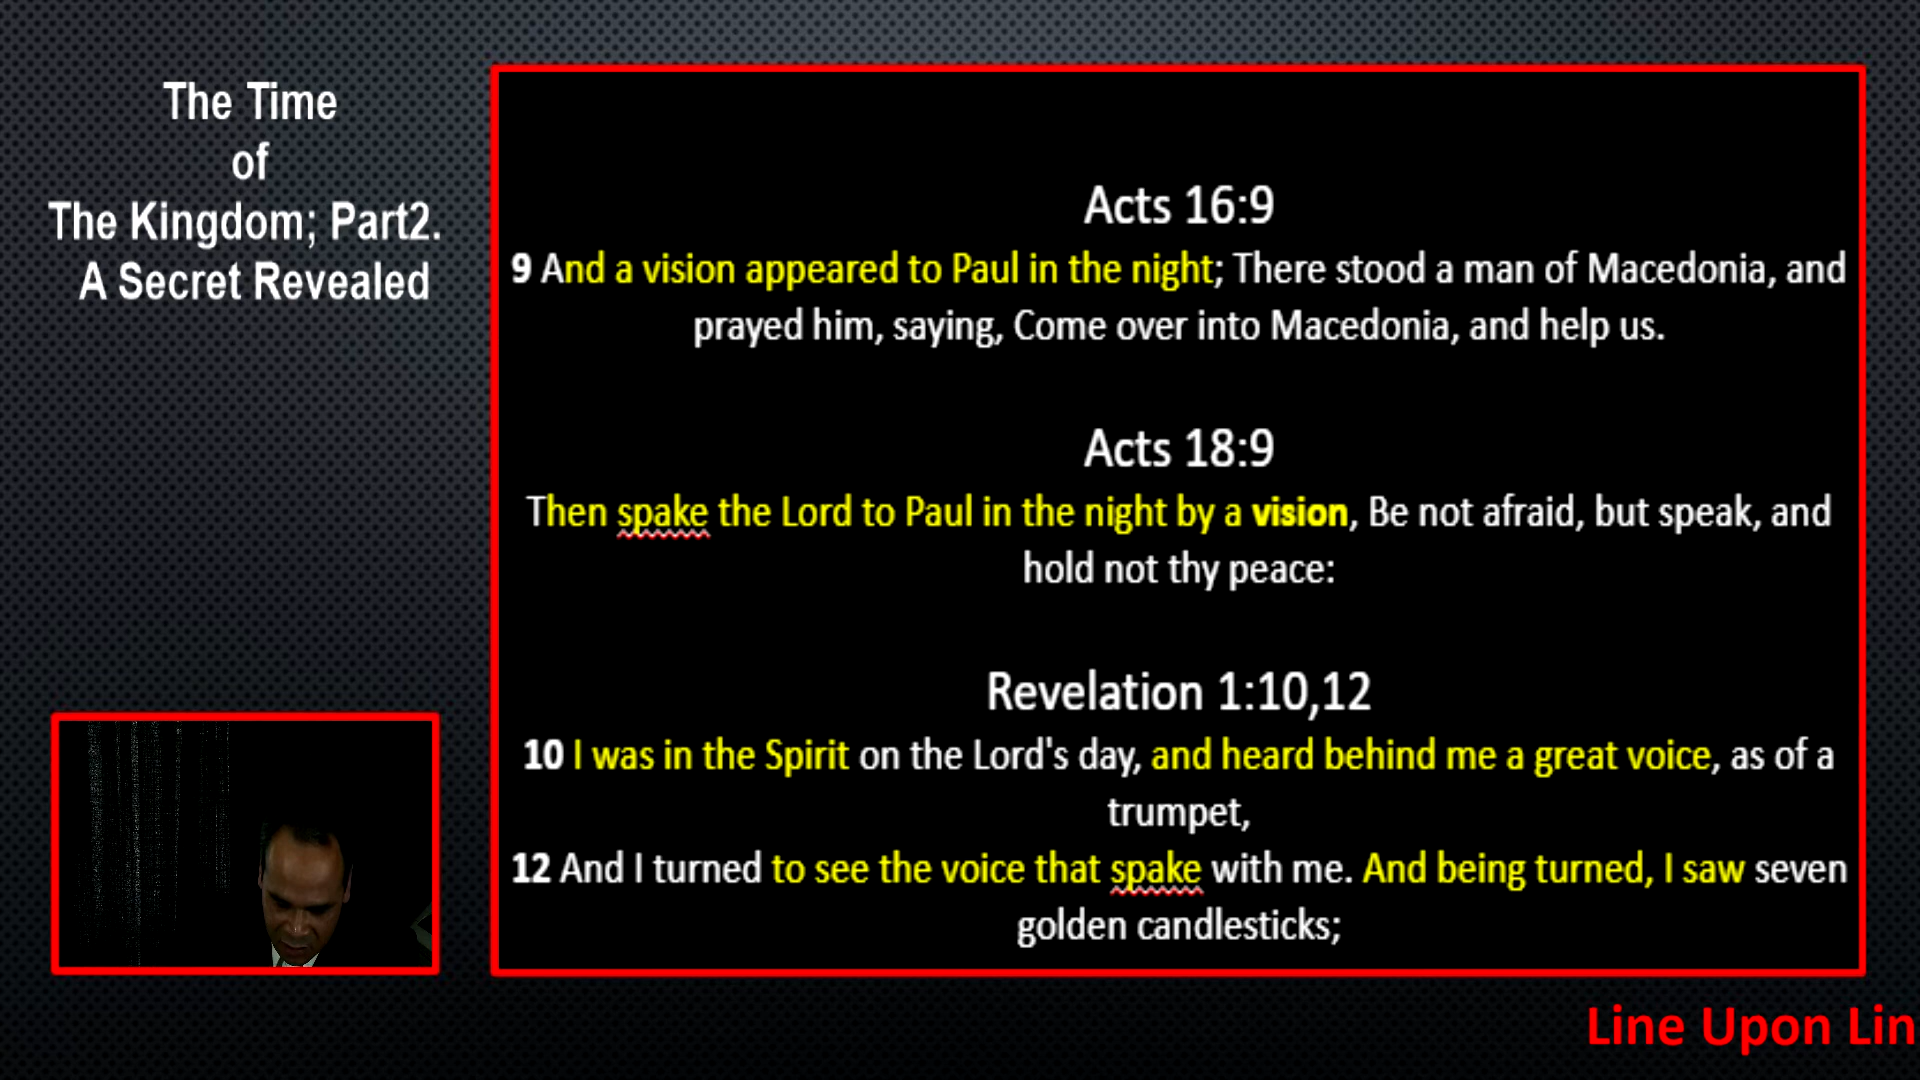 The Time
of
The Kingdom; Part2.
A Secret Revealed
Acts 16:9
9 And a vision appeared to Paul in the night; There stood a man of Macedonia, and
prayed him, saying, Come over into Macedonia, and help us.
Acts 18:9
Then spake the Lord to Paul in the night by a vision, Be not afraid, but speak, and
hold not thy peace:
Revelation 1:10,12
10 I was in the Spirit on the Lord's day, and heard behind me a great voice, as of a
trumpet,
12 And I turned to see the voice that spake with me. And being turned, I saw seven
golden candlesticks;
Line Upon Lin